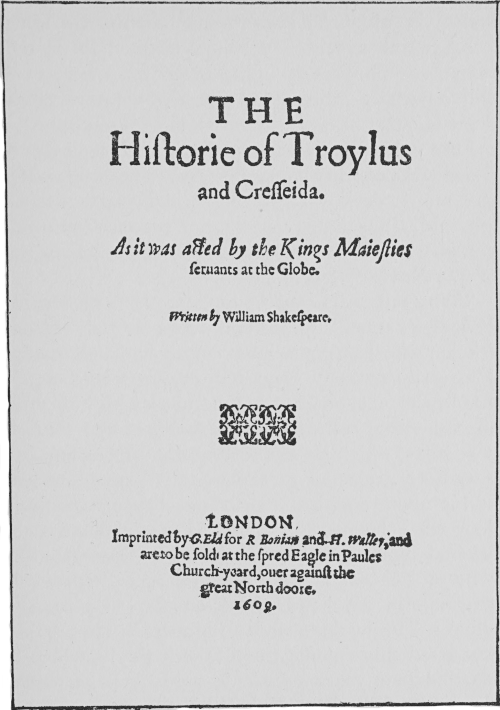 THE
Hiſtorie of Troylus
and Creſſeida.
As it was acted by the Kings Maieſties
ſeruants at the Globe.
Written by William Shakeſpeare.
LONDON
Imprinted by G. Eld for R Bonian and H. Walley, and
are to be ſold at the ſpred Eagle in Paules
Church-yeard, ouer againſt the
great North doore.
1609.